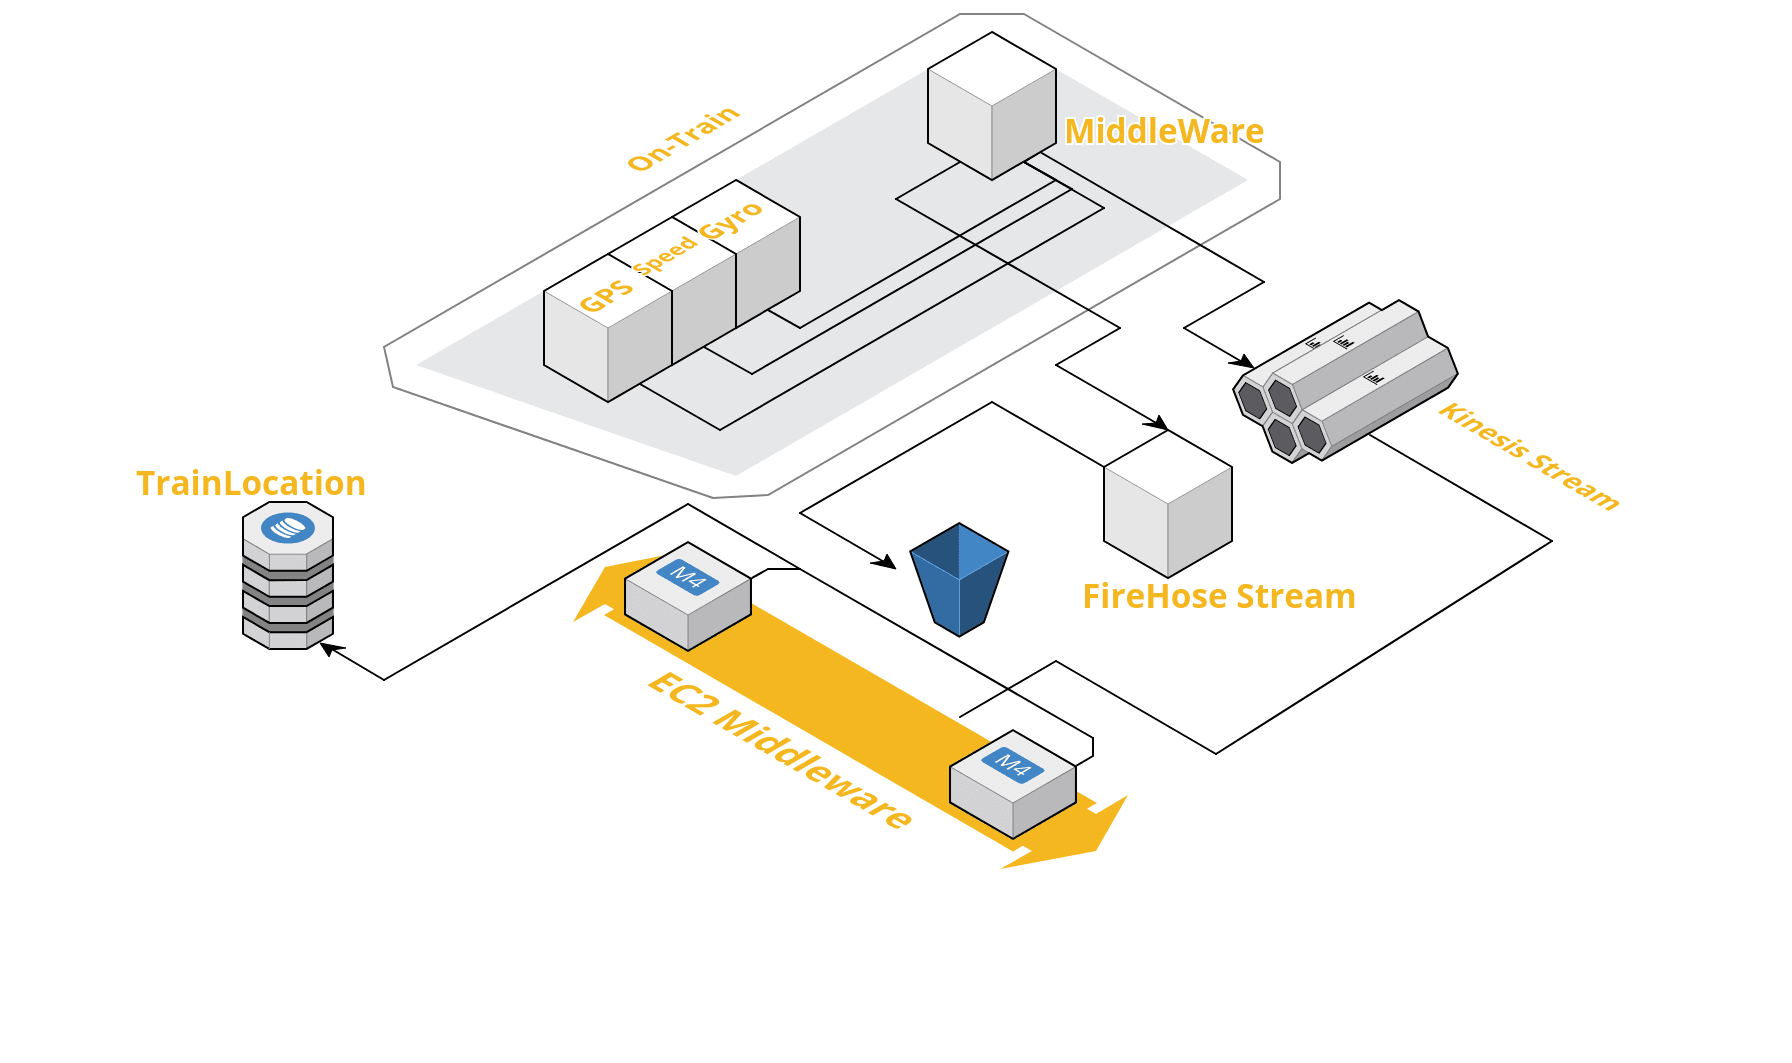 On-Train
MiddleWare
Gyro
Speed
GPS
Kinesis Stream
TrainLocation
M4
FireHose Stream
EC2 Middleware
M4